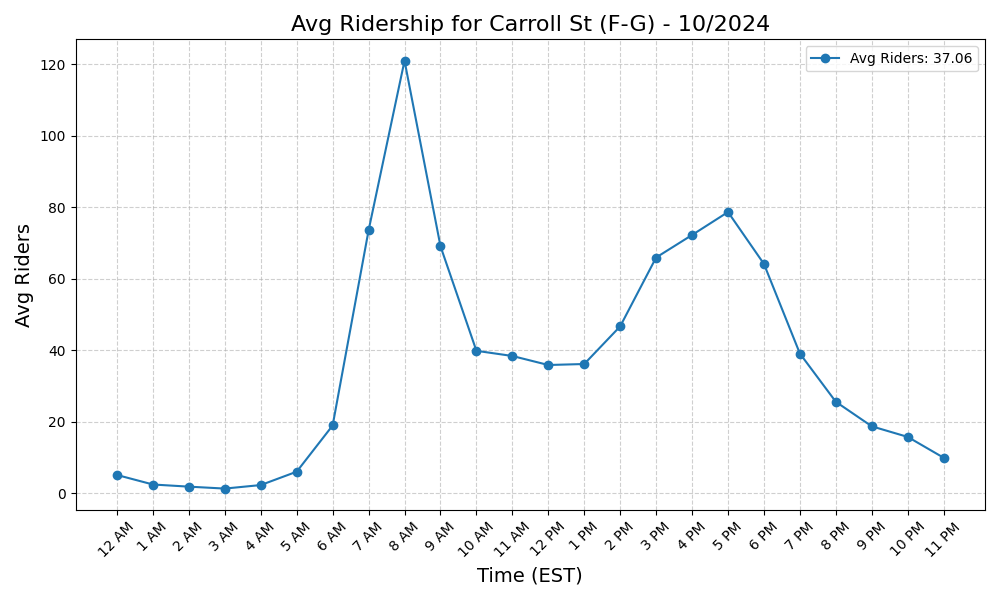 Avg Ridership for Carroll St (F-G) - 10/2024
Avg Riders: 37.06
Avg Riders
120
100
80
60
40
20
0
12 AM
1 AM
2 AM
3 AM
4 AM
5 AM
6 AM
7 AM
8 AM
9 AM
10 AM
11 AM
12 PM
1 PM
2 PM
3 PM
4 PM
5 PM
6 PM
7 PM
8 PM
9 PM
10 PM
11 PM
Time (EST)